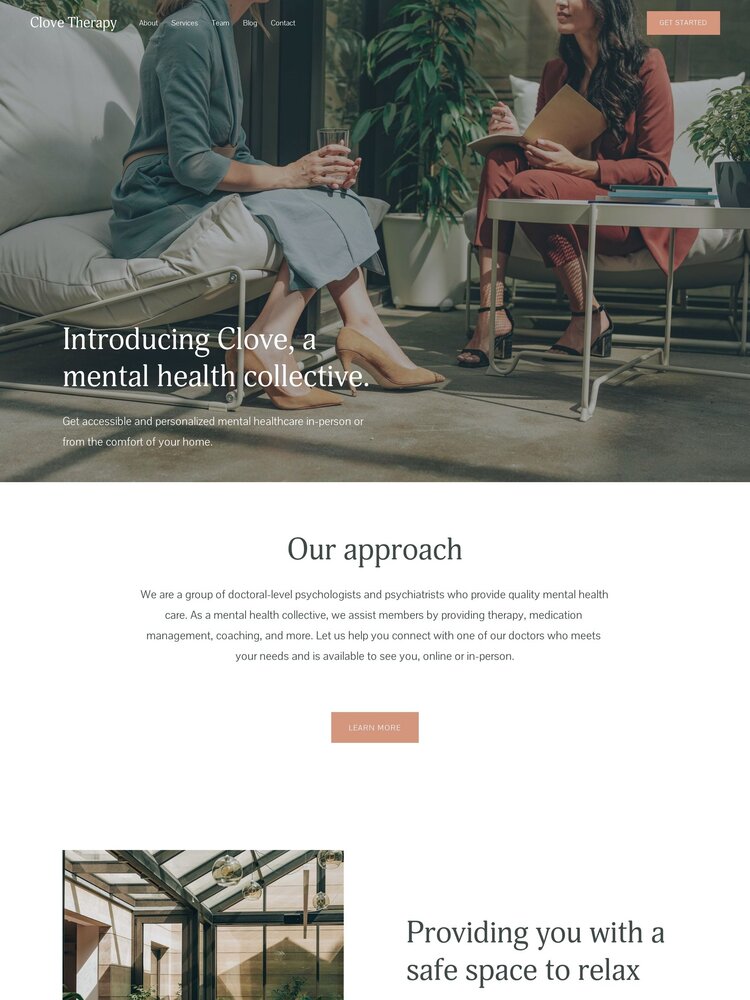 Clove Therapy
About Services Team Blog Contact
GET STARTED
Introducing Clove, a
mental health collective.
Get accessible and personalized mental healthcare in-person or
from the comfort of your home.
Our approach
We are a group of doctoral-level psychologists and psychiatrists who provide quality mental health
care. As a mental health collective, we assist members by providing therapy, medication
management, coaching, and more. Let us help you connect with one of our doctors who meets
your needs and is available to see you, online or in-person.
LEARN MORE
Providing you with a
safe space to relax